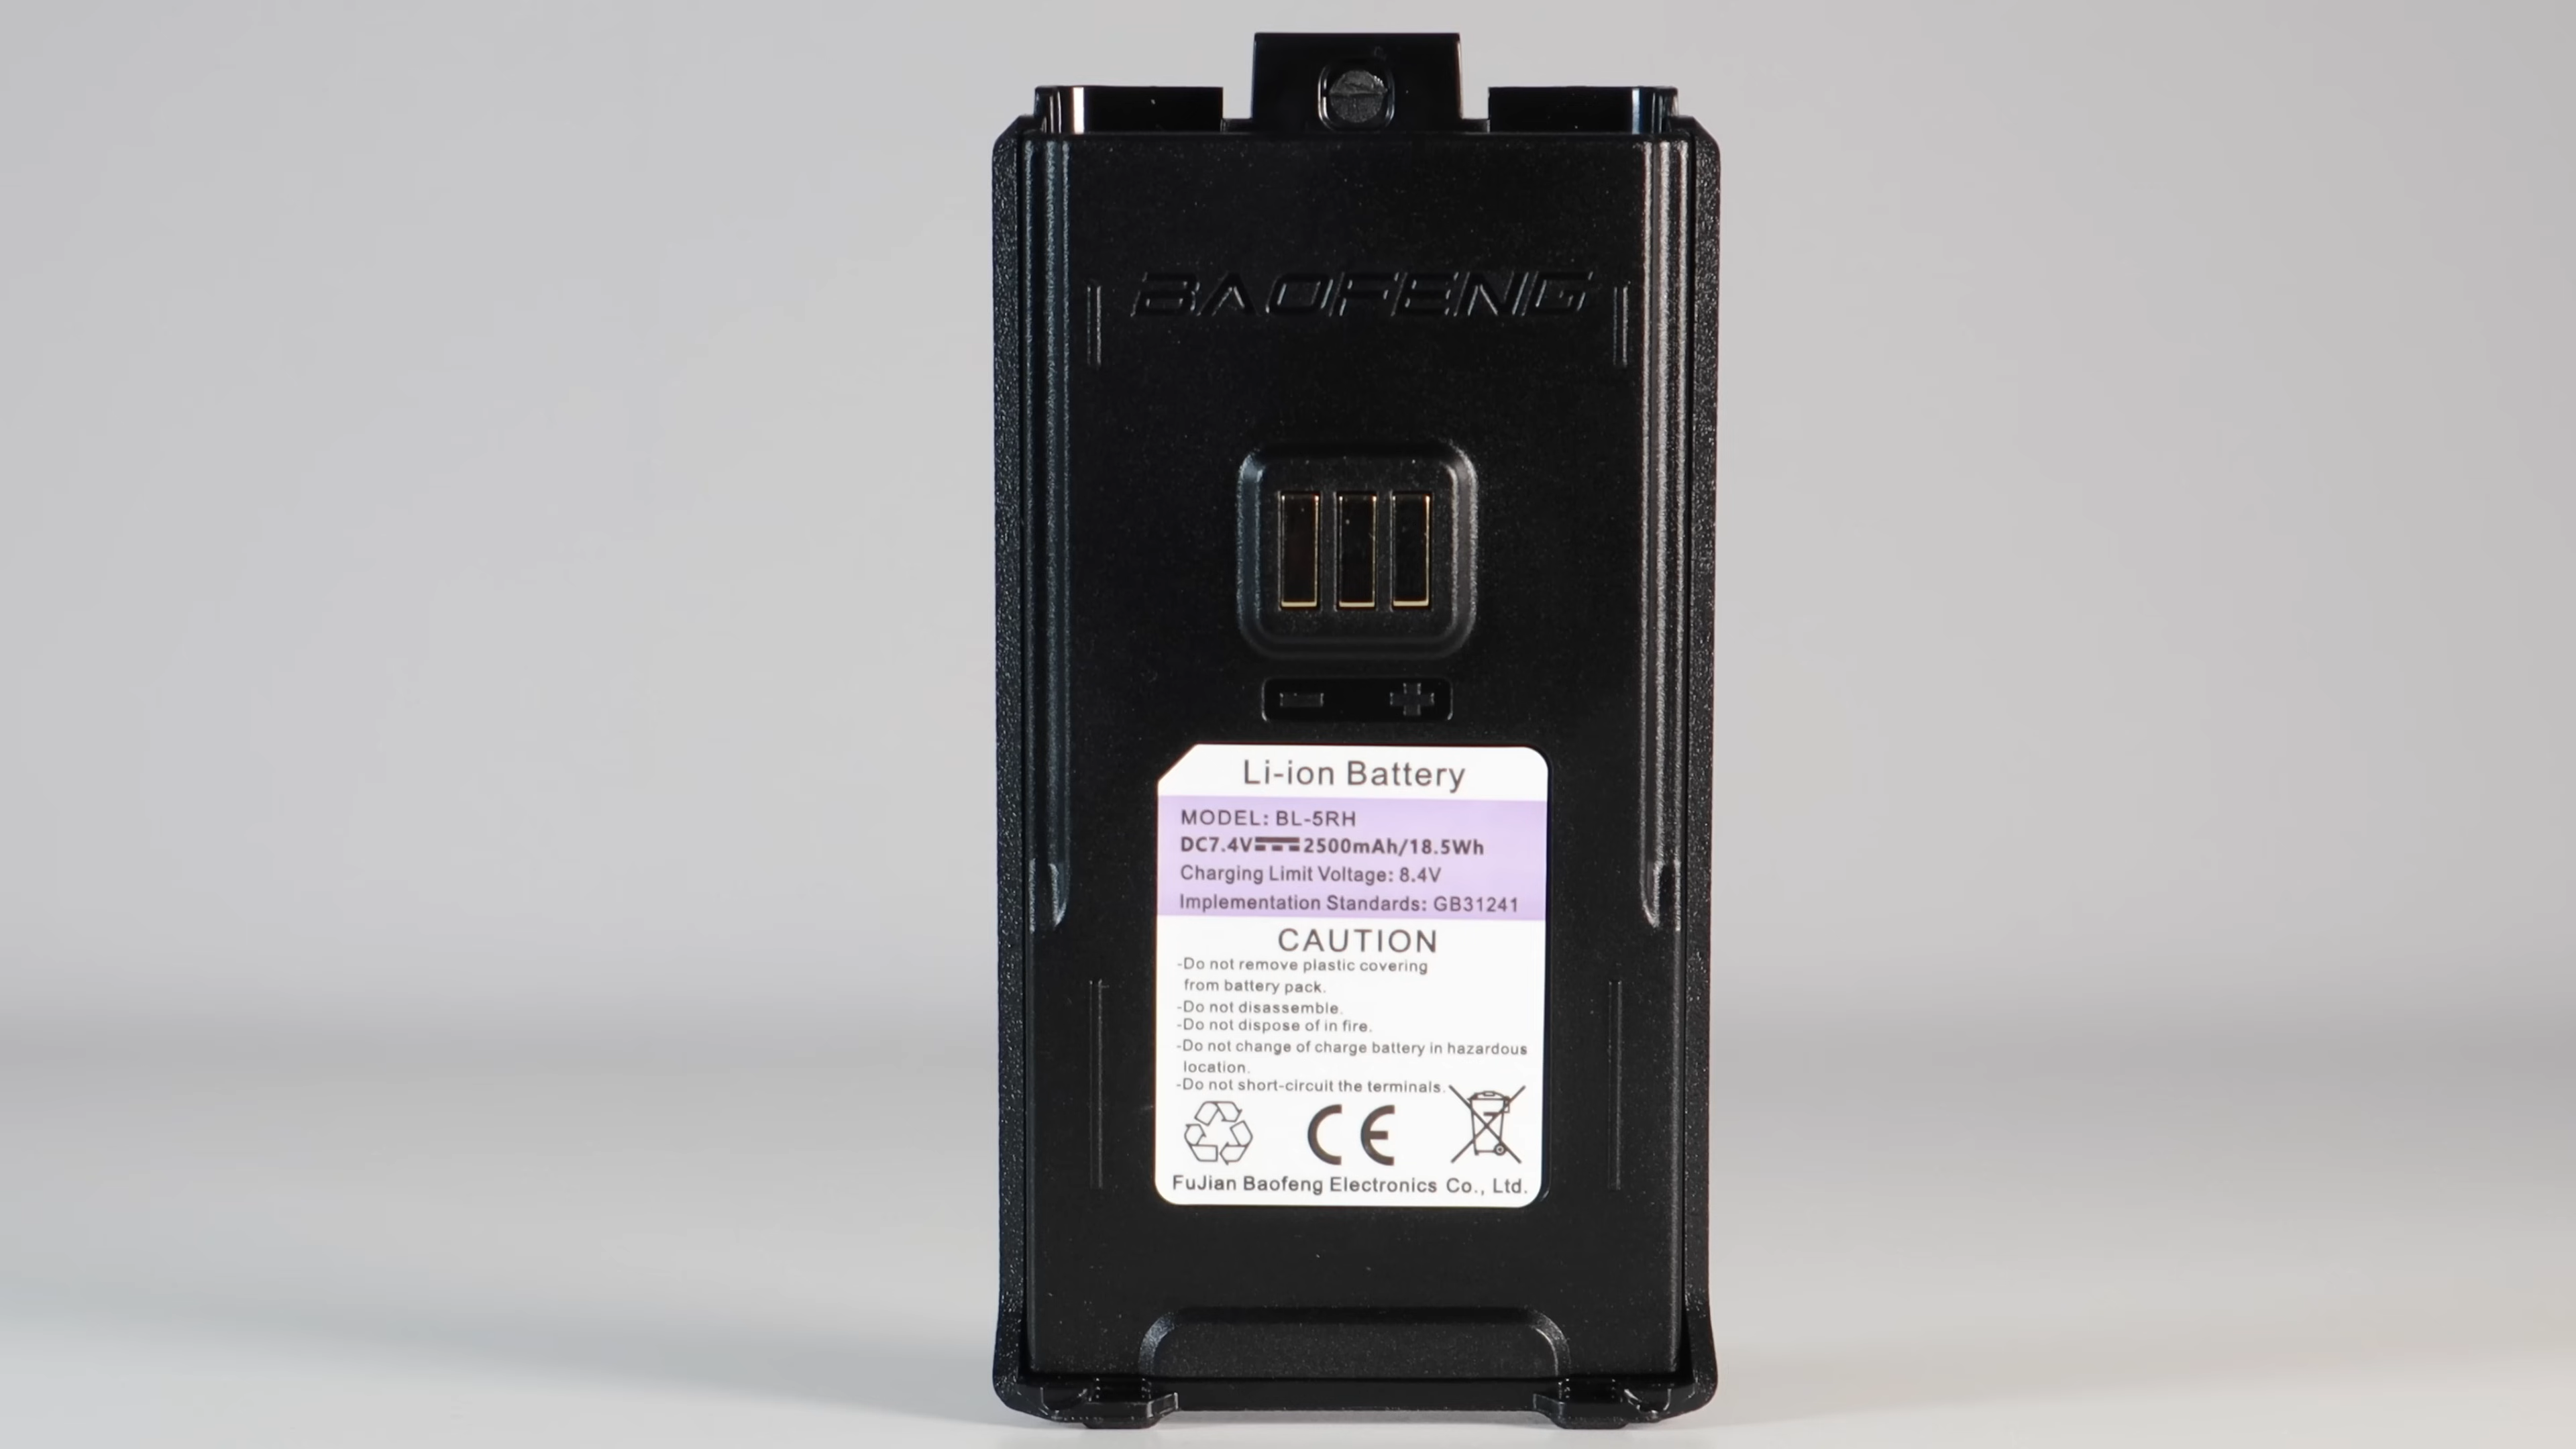 BAOFENG
- +
Li-ion Battery
MODEL: BL-5RH
DC7.4V⎓2500mAh/18.5Wh
Charging Limit Voltage: 8.4V
Implementation Standards: GB31241
CAUTION
-Do not remove plastic covering
from battery pack.
-Do not disassemble.
-Do not dispose of in fire.
-Do not change of charge battery in hazardous
location.
-Do not short-circuit the terminals.
CE
FuJian Baofeng Electronics Co., Ltd.